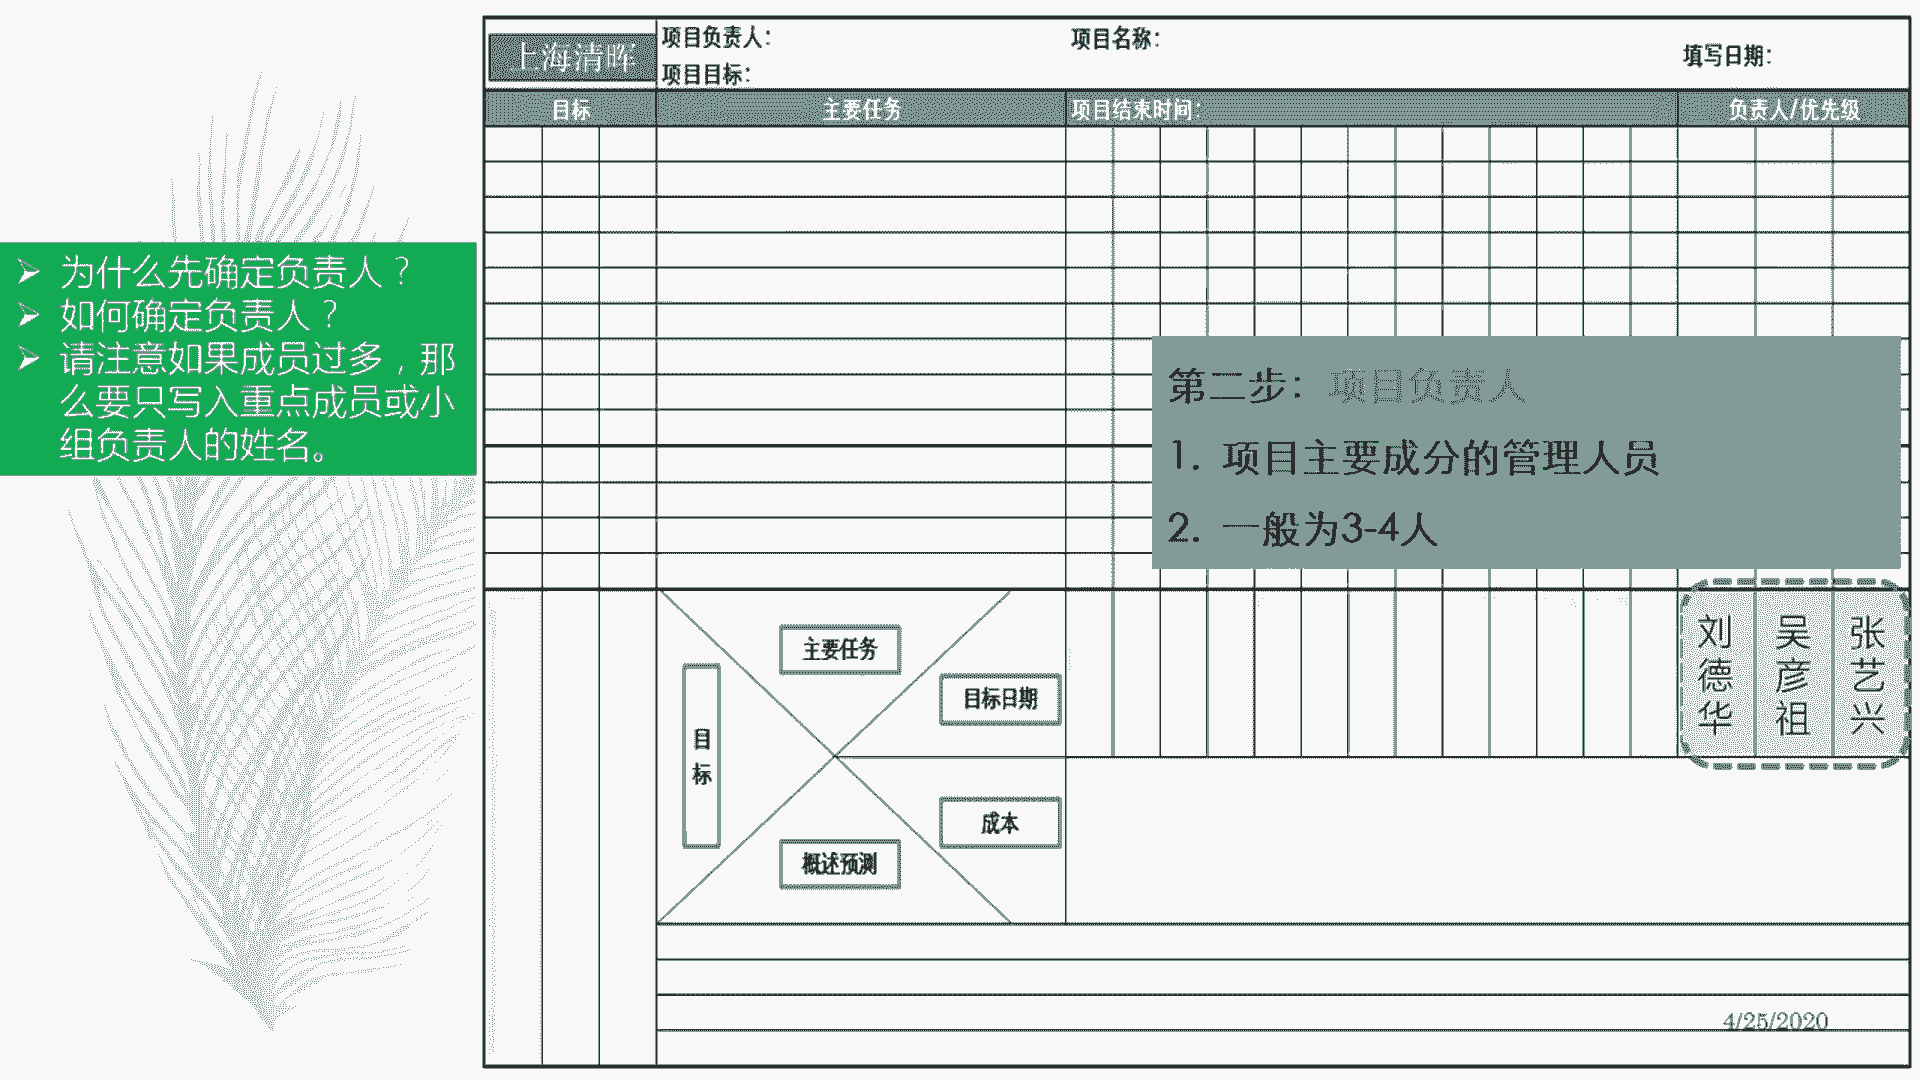 上海清晖
项目负责人：
项目名称：
项目目标：
填写日期：
目标
主要任务
项目结束时间：
负责人/优先级
➢ 为什么先确定负责人？
➢ 如何确定负责人？
➢ 请注意如果成员过多，那
么要只写入重点成员或小
组负责人的姓名。
第二步：项目负责人
1. 项目主要成分的管理人员
2. 一般为3-4人
主要任务
目标日期
目标
成本
概述预测
刘德华
吴彦祖
张艺兴
4/25/2020